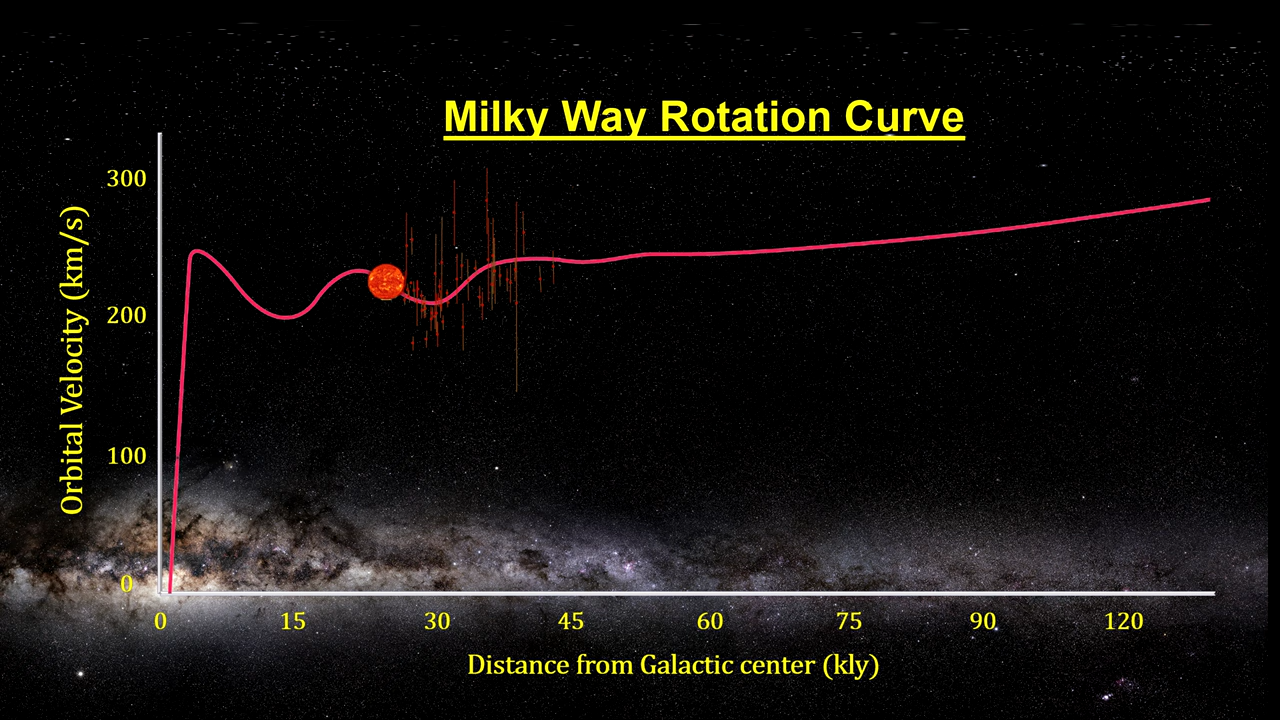 Milky Way Rotation Curve
Orbital Velocity (km/s)
300
200
100
0
0 15 30 45 60 75 90 120
Distance from Galactic center (kly)